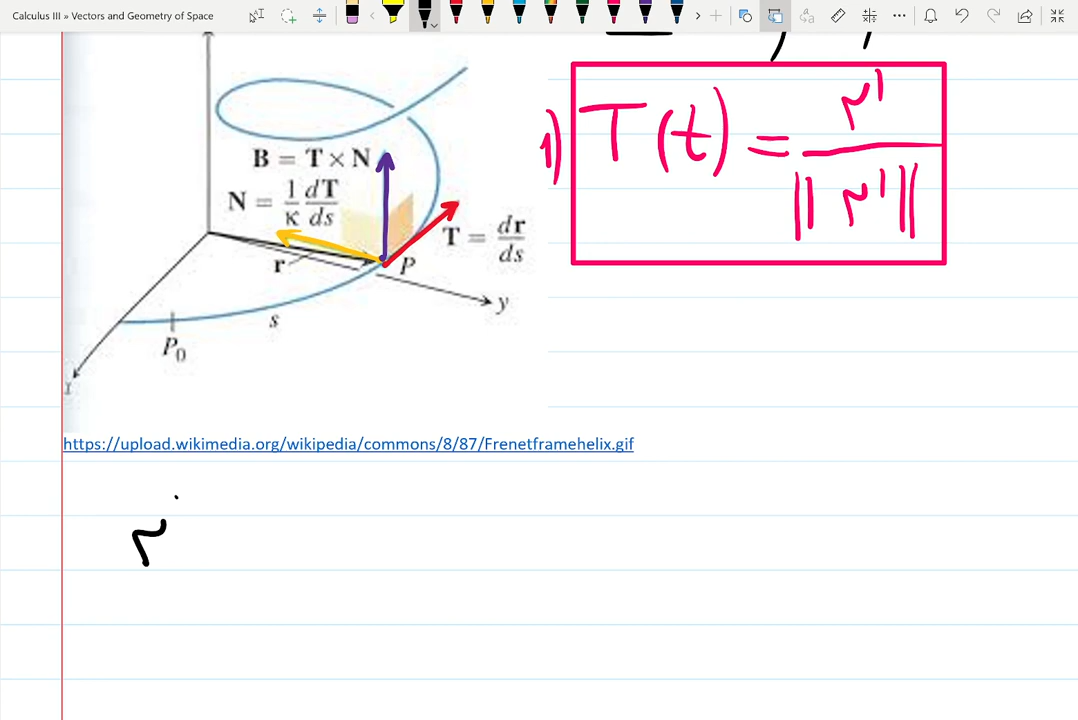 Calculus III » Vectors and Geometry of Space
B = T × N
N = 1/κ dT/ds
T = dr/ds
r
P
y
s
P₀
1) T(t) = r' / ||r'||
https://upload.wikimedia.org/wikipedia/commons/8/87/Frenetframehelix.gif
r